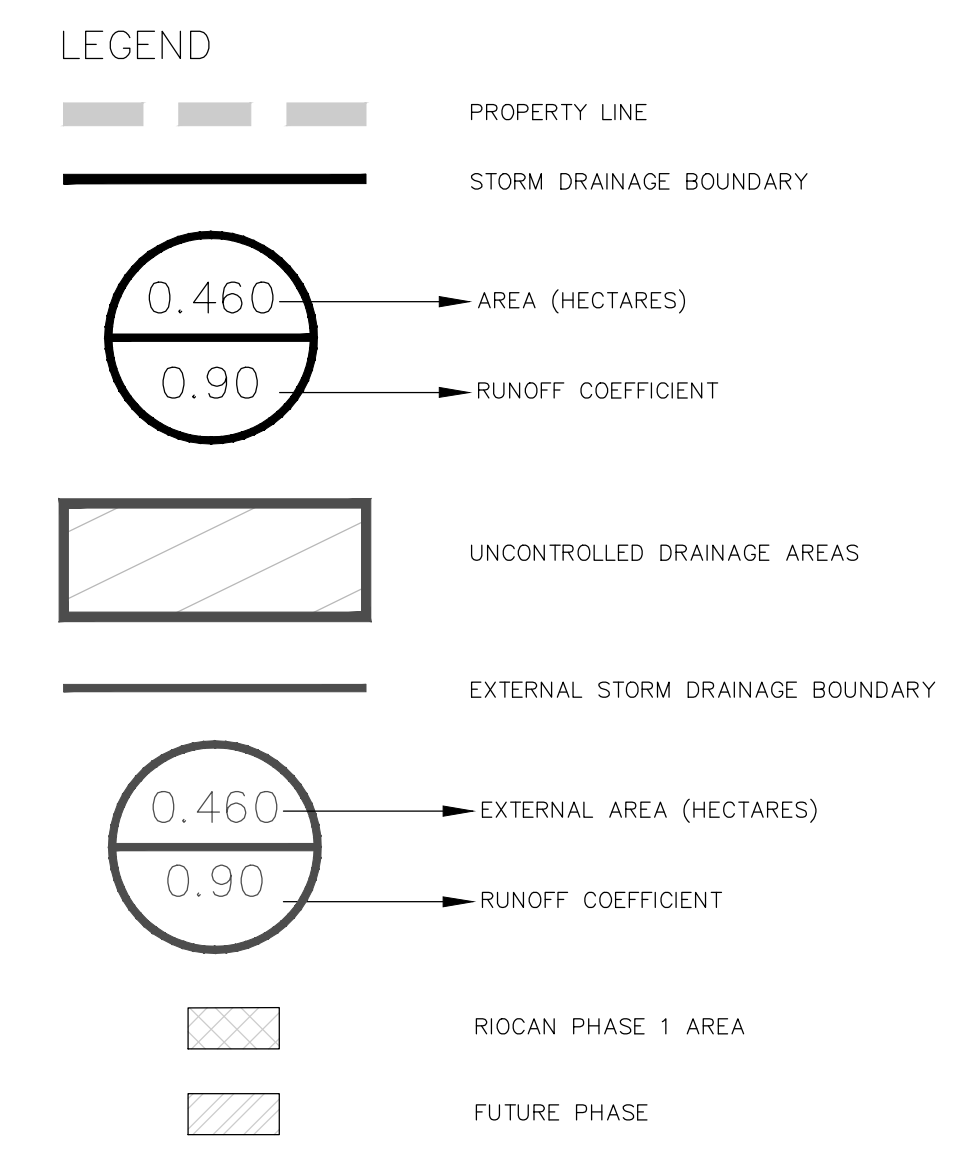 LEGEND
PROPERTY LINE
STORM DRAINAGE BOUNDARY
0.460
AREA (HECTARES)
0.90
RUNOFF COEFFICIENT
UNCONTROLLED DRAINAGE AREAS
EXTERNAL STORM DRAINAGE BOUNDARY
0.460
EXTERNAL AREA (HECTARES)
0.90
RUNOFF COEFFICIENT
RIOCAN PHASE 1 AREA
FUTURE PHASE